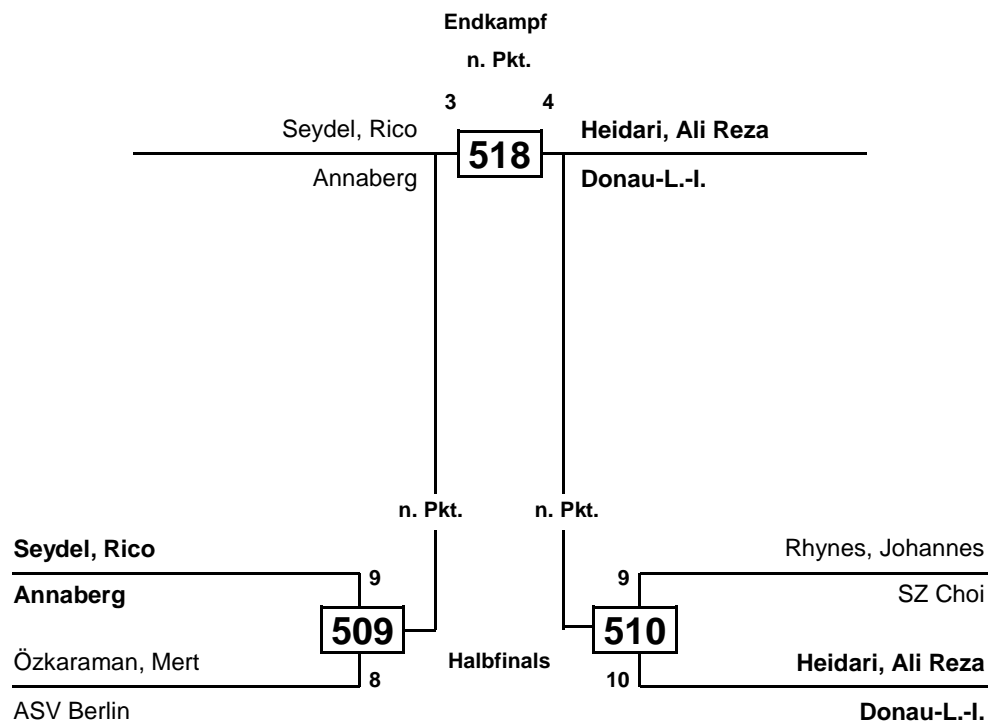 Endkampf
n. Pkt.
3 4
Seydel, Rico 518 Heidari, Ali Reza
Annaberg Donau-L.-I.
n. Pkt. n. Pkt.
Seydel, Rico Rhynes, Johannes
9 9
Annaberg SZ Choi
509 510
Özkaraman, Mert Halbfinals Heidari, Ali Reza
8 10
ASV Berlin Donau-L.-I.